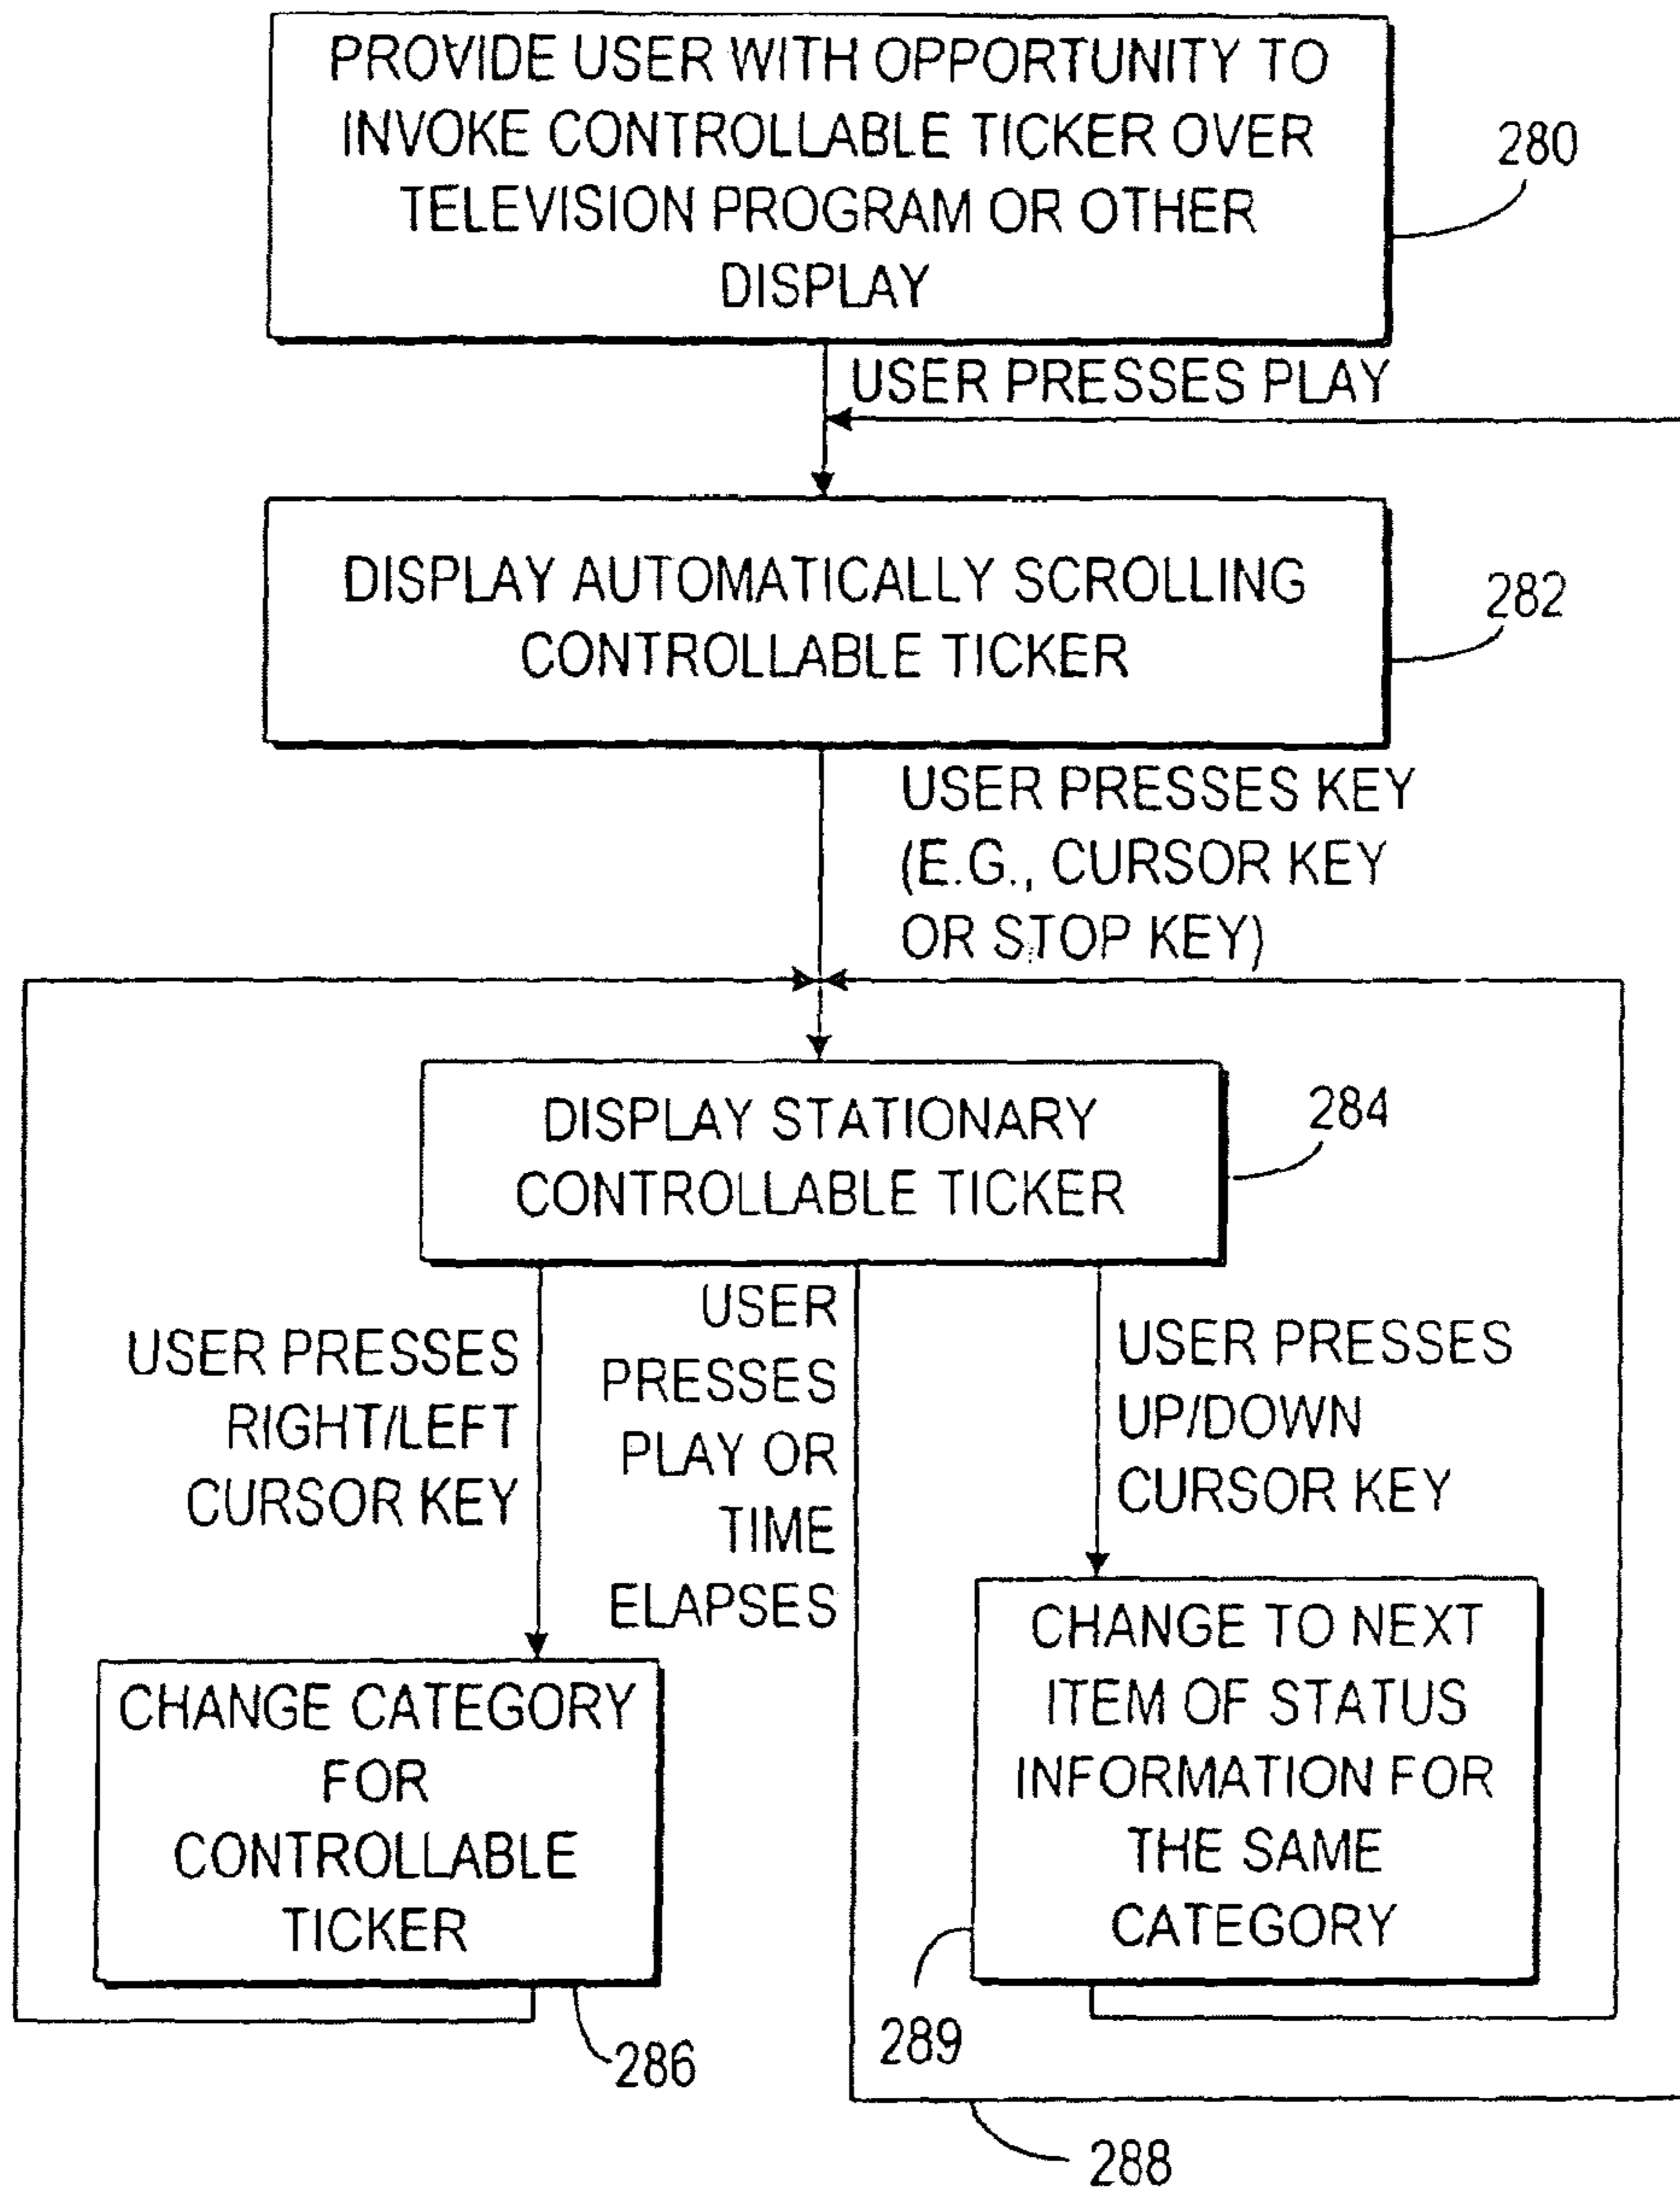 PROVIDE USER WITH OPPORTUNITY TO
INVOKE CONTROLLABLE TICKER OVER
TELEVISION PROGRAM OR OTHER
DISPLAY
280
USER PRESSES PLAY
DISPLAY AUTOMATICALLY SCROLLING
CONTROLLABLE TICKER
282
USER PRESSES KEY
(E.G., CURSOR KEY
OR STOP KEY)
DISPLAY STATIONARY
CONTROLLABLE TICKER
284
USER PRESSES
RIGHT/LEFT
CURSOR KEY
USER
PRESSES
PLAY OR
TIME
ELAPSES
USER PRESSES
UP/DOWN
CURSOR KEY
CHANGE CATEGORY
FOR
CONTROLLABLE
TICKER
286
CHANGE TO NEXT
ITEM OF STATUS
INFORMATION FOR
THE SAME
CATEGORY
289
288